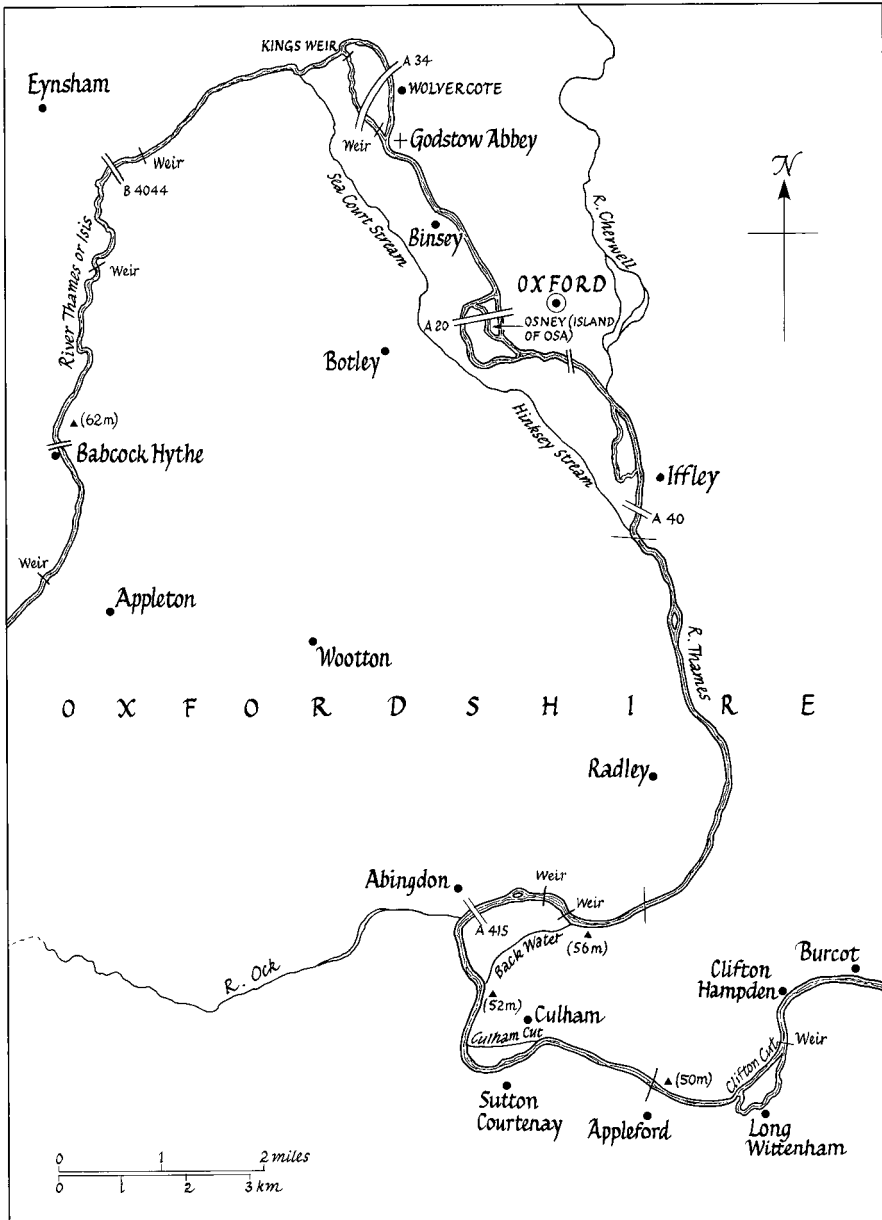 KINGS WEIR
A 34
Eynsham
WOLVERCOTE
Weir
Godstow Abbey
Weir
B 4044
N
Sea Court Stream
R. Cherwell
Binsey
River Thames or Isis
Weir
OXFORD
A 20
OSNEY (ISLAND
OF OSA)
Botley
(62m)
Hinksey Stream
Babcock Hythe
Iffley
A 40
Weir
Appleton
Wootton
R. Thames
OXFORDSHIRE
Radley
Abingdon
Weir
Weir
A 415
Back Water
(56m)
R. Ock
Clifton
Hampden
Burcot
(52m)
Culham
Culham Cut
Weir
Clifton Cut
(50m)
Sutton
Courtenay
Appleford
Long
Wittenham
0 1 2 miles
0 1 2 3 km